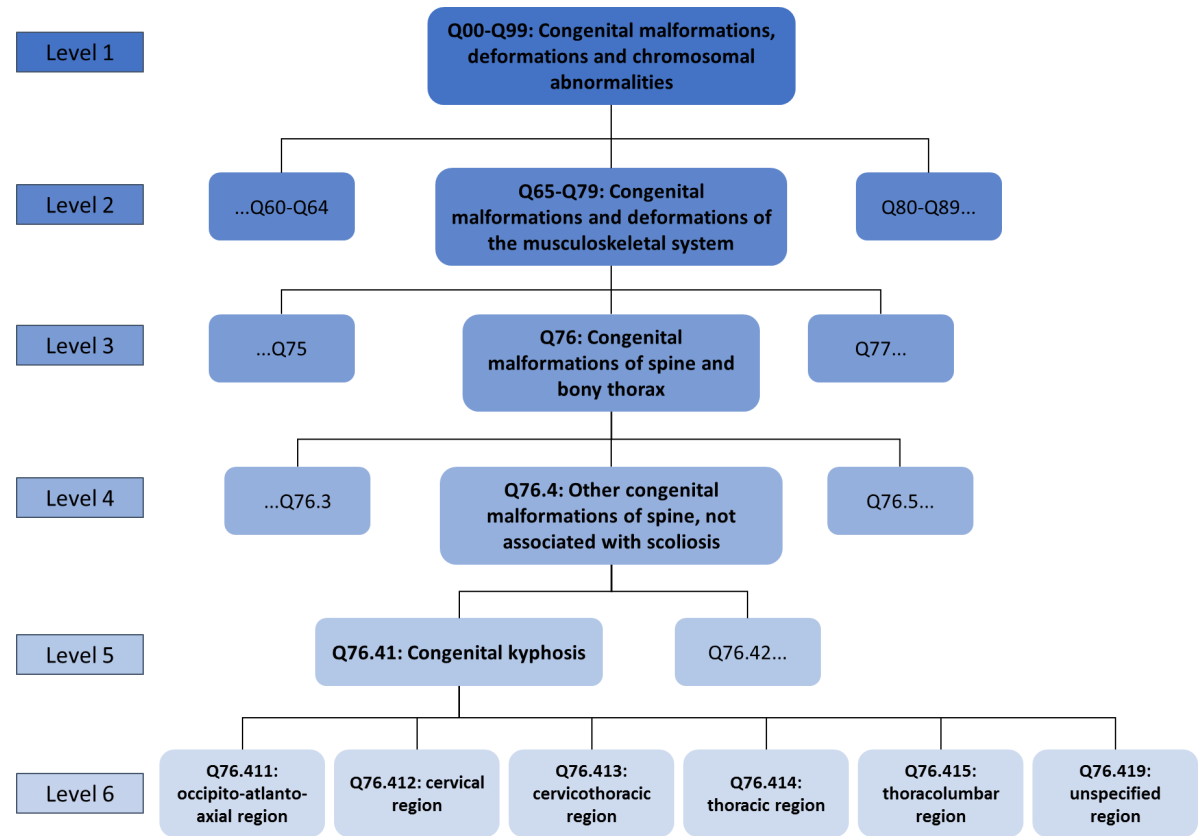 Level 1
Q00-Q99: Congenital malformations,
deformations and chromosomal
abnormalities
Level 2
...Q60-Q64
Q65-Q79: Congenital
malformations and deformations of
the musculoskeletal system
Q80-Q89...
Level 3
...Q75
Q76: Congenital
malformations of spine and
bony thorax
Q77...
Level 4
...Q76.3
Q76.4: Other congenital
malformations of spine, not
associated with scoliosis
Q76.5...
Level 5
Q76.41: Congenital kyphosis
Q76.42...
Level 6
Q76.411:
occipito-atlanto-
axial region
Q76.412: cervical
region
Q76.413:
cervicothoracic
region
Q76.414:
thoracic region
Q76.415:
thoracolumbar
region
Q76.419:
unspecified
region